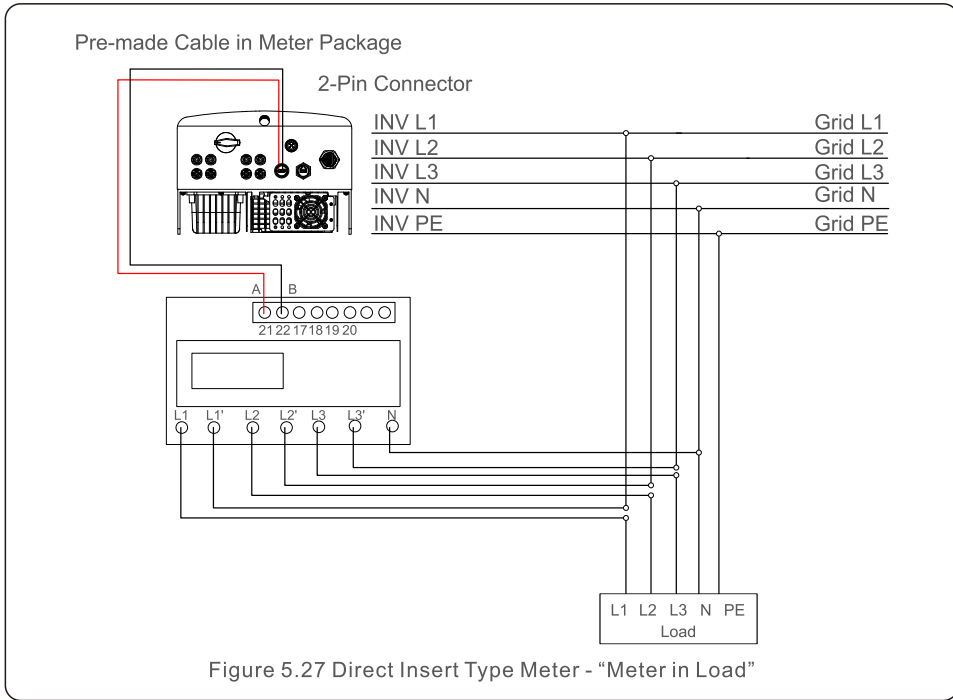 Pre-made Cable in Meter Package
2-Pin Connector
INV L1 Grid L1
INV L2 Grid L2
INV L3 Grid L3
INV N Grid N
INV PE Grid PE
A B
21 22 17 18 19 20
L1 L1' L2 L2' L3 L3' N
L1 L2 L3 N PE
Load
Figure 5.27 Direct Insert Type Meter - “Meter in Load”